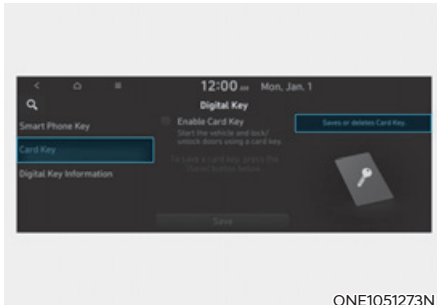 12:00 Mon, Jan. 1
Digital Key
Smart Phone Key
Card Key
Digital Key Information
Enable Card Key
Start the vehicle and lock/
unlock doors using a card key.
To save a card key, press the
[Save] button below.
Save
Saves or deletes Card Key.
ONE1051273N